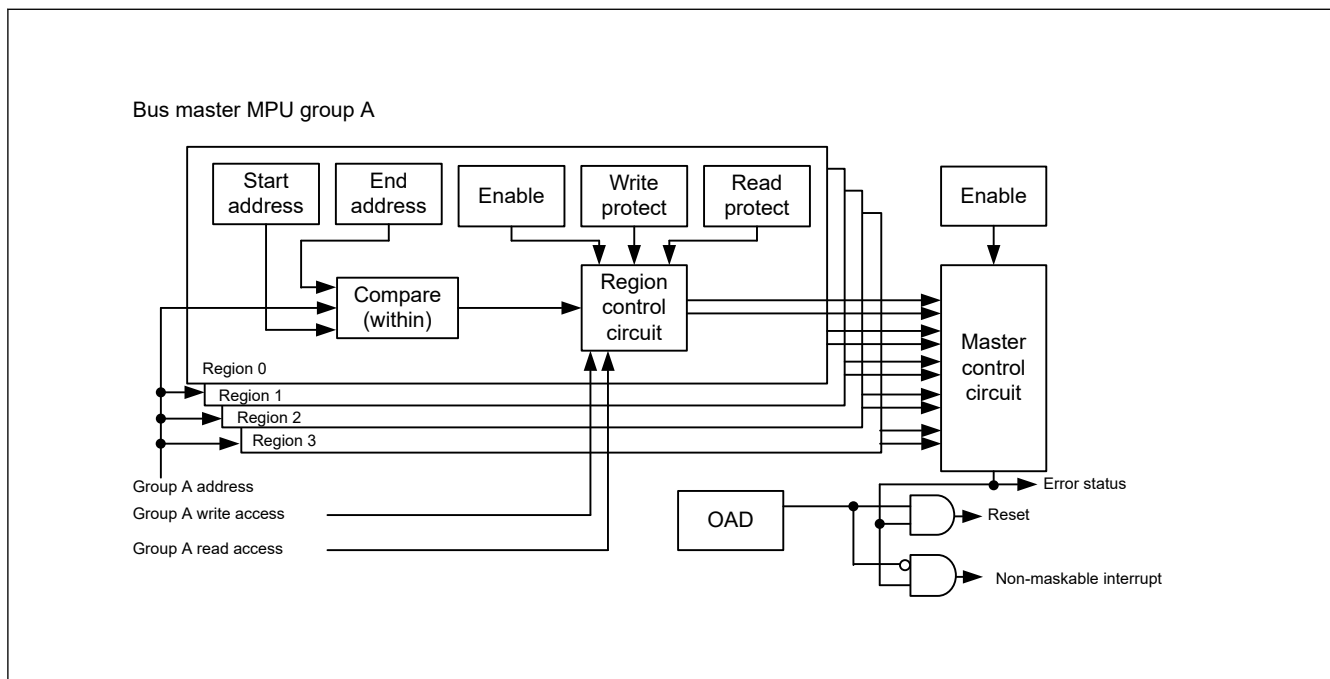 Bus master MPU group A
Start
address
End
address
Enable
Write
protect
Read
protect
Enable
Compare
(within)
Region
control
circuit
Master
control
circuit
Region 0
Region 1
Region 2
Region 3
Group A address
Group A write access
Group A read access
OAD
Error status
Reset
Non-maskable interrupt